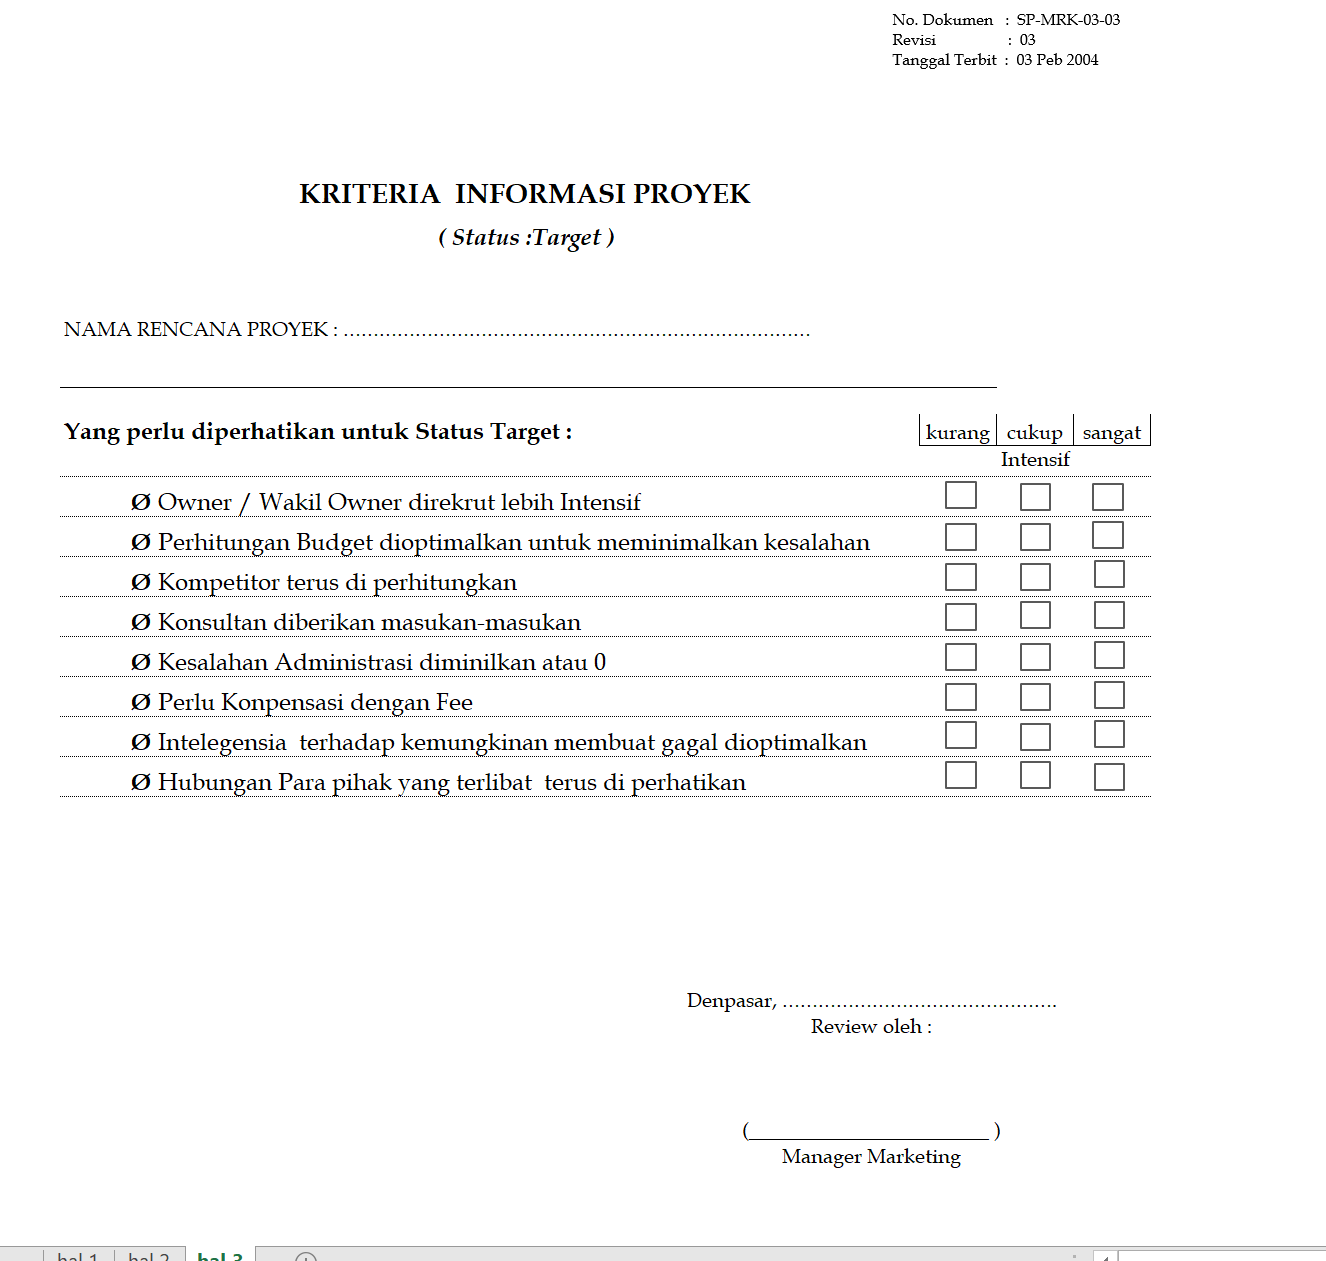 No. Dokumen : SP-MRK-03-03
Revisi : 03
Tanggal Terbit : 03 Peb 2004
KRITERIA INFORMASI PROYEK
( Status :Target )
NAMA RENCANA PROYEK : ..............................................................................
Yang perlu diperhatikan untuk Status Target :
kurang cukup sangat
Intensif
Ø Owner / Wakil Owner direkrut lebih Intensif
Ø Perhitungan Budget dioptimalkan untuk meminimalkan kesalahan
Ø Kompetitor terus di perhitungkan
Ø Konsultan diberikan masukan-masukan
Ø Kesalahan Administrasi diminilkan atau 0
Ø Perlu Konpensasi dengan Fee
Ø Intelegensia terhadap kemungkinan membuat gagal dioptimalkan
Ø Hubungan Para pihak yang terlibat terus di perhatikan
Denpasar, ..............................................
Review oleh :
(________________________ )
Manager Marketing
hal 1 hal 2 hal 3